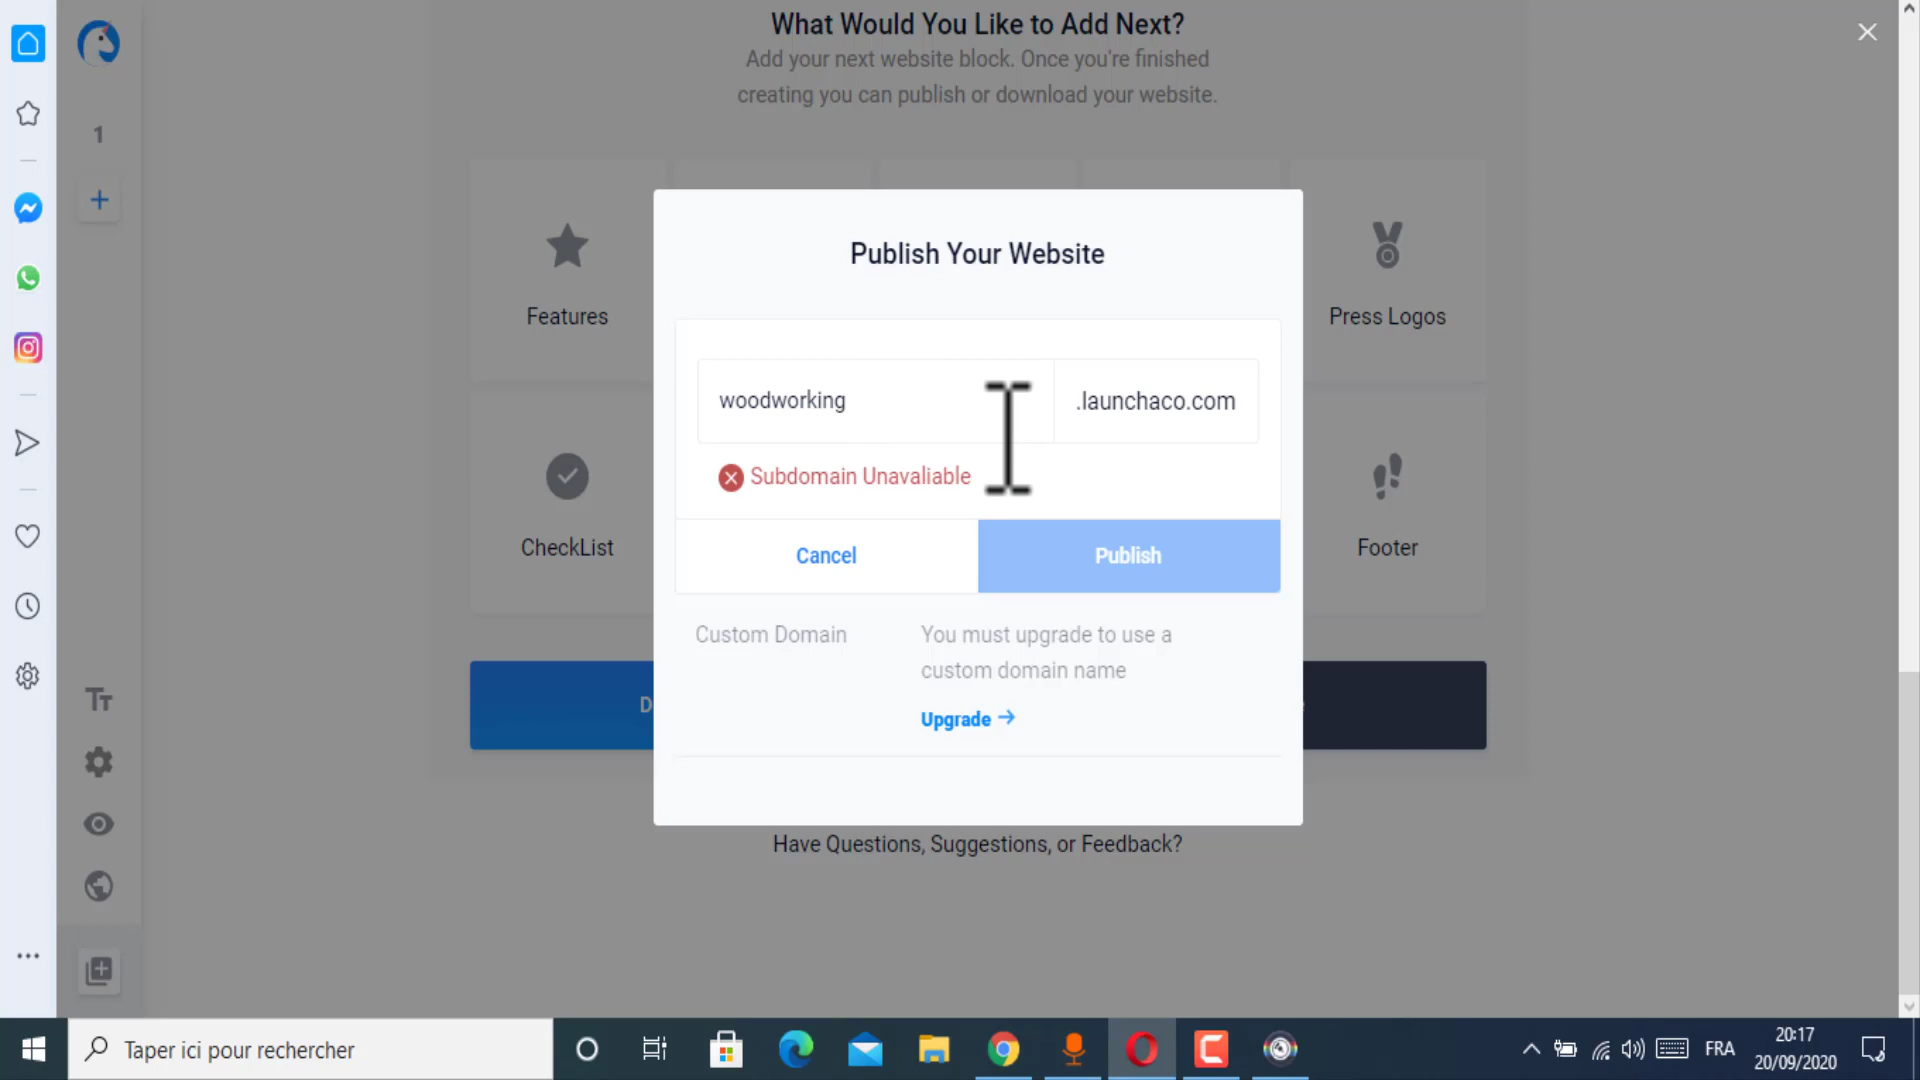 What Would You Like to Add Next?
Add your next website block. Once you're finished
creating you can publish or download your website.
1
Features
Press Logos
CheckList
Footer
Publish Your Website
woodworking
.launchaco.com
Subdomain Unavaliable
Cancel
Publish
Custom Domain
You must upgrade to use a
custom domain name
Upgrade
D
Have Questions, Suggestions, or Feedback?
Tт
Taper ici pour rechercher
FRA
20:17
20/09/2020